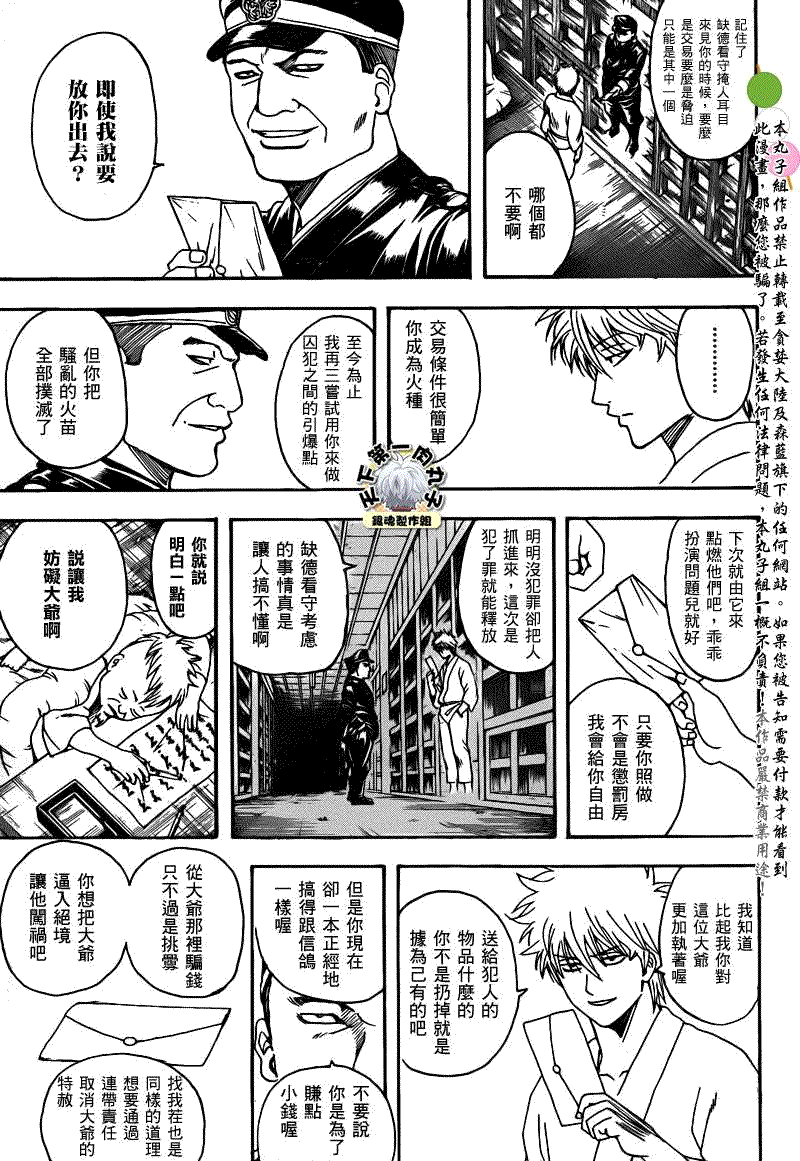 記住了
缺德看守掩人耳目
來見你的時候，要麼
是交易要麼是脅迫
只能是其中一個
哪個都
不要啊
即使我說要
放你出去？
…………
交易條件很簡單
你成為火種
至今為止
我再三嘗試用你來做
囚犯之間的引爆點
但你把
騷亂的火苗
全部撲滅了
下次就由它來
點燃他們吧，乖乖
扮演問題兒就好
只要你照做
不會是懲罰房
我會給你自由
明明沒犯罪卻把人
抓進來，這次是
犯了罪就能釋放
缺德看守考慮
的事情真是
讓人搞不懂啊
你就說
明白一點吧
說讓我
妨礙大爺啊
我知道
比起我你對
這位大爺
更加執著喔
送給犯人的
物品什麼的
你不是扔掉就是
據為己有的吧
但是你現在
卻一本正經地
搞得跟信鴿
一樣喔
不要說
你是為了
賺點
小錢喔
從大爺那裡騙錢
只不過是挑釁
你想把大爺
逼入絕境
讓他闖禍吧
找我茬也是
同樣的道理
想要通過
連帶責任
取消大爺的
特赦
天下第一肉丸子
銀魂製作組
本丸子組作品禁止轉載至貪婪大陸及森藍旗下的任何網站。如果您被告知需要付款才能看到
此漫畫，那麼您被騙了。若發生任何法律問題，本丸子組一概不負責！本作品嚴禁商業用途！